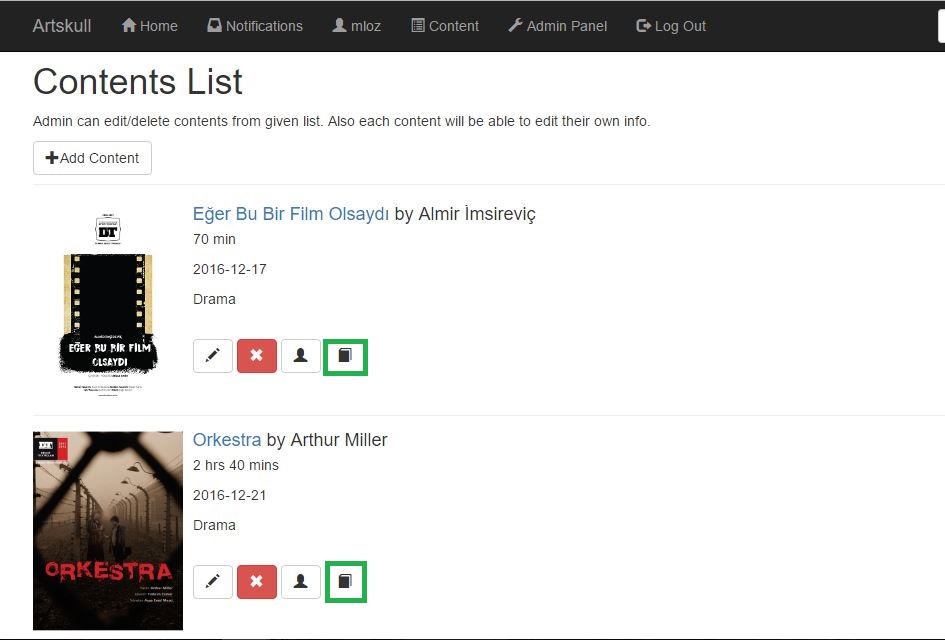 Artskull Home Notifications mloz Content Admin Panel Log Out
Contents List
Admin can edit/delete contents from given list. Also each content will be able to edit their own info.
Add Content
Eğer Bu Bir Film Olsaydı by Almir İmsireviç
70 min
2016-12-17
Drama
DT
EĞER BU BİR FİLM
OLSAYDI
Orkestra by Arthur Miller
2 hrs 40 mins
2016-12-21
Drama
DT
ORKESTRA